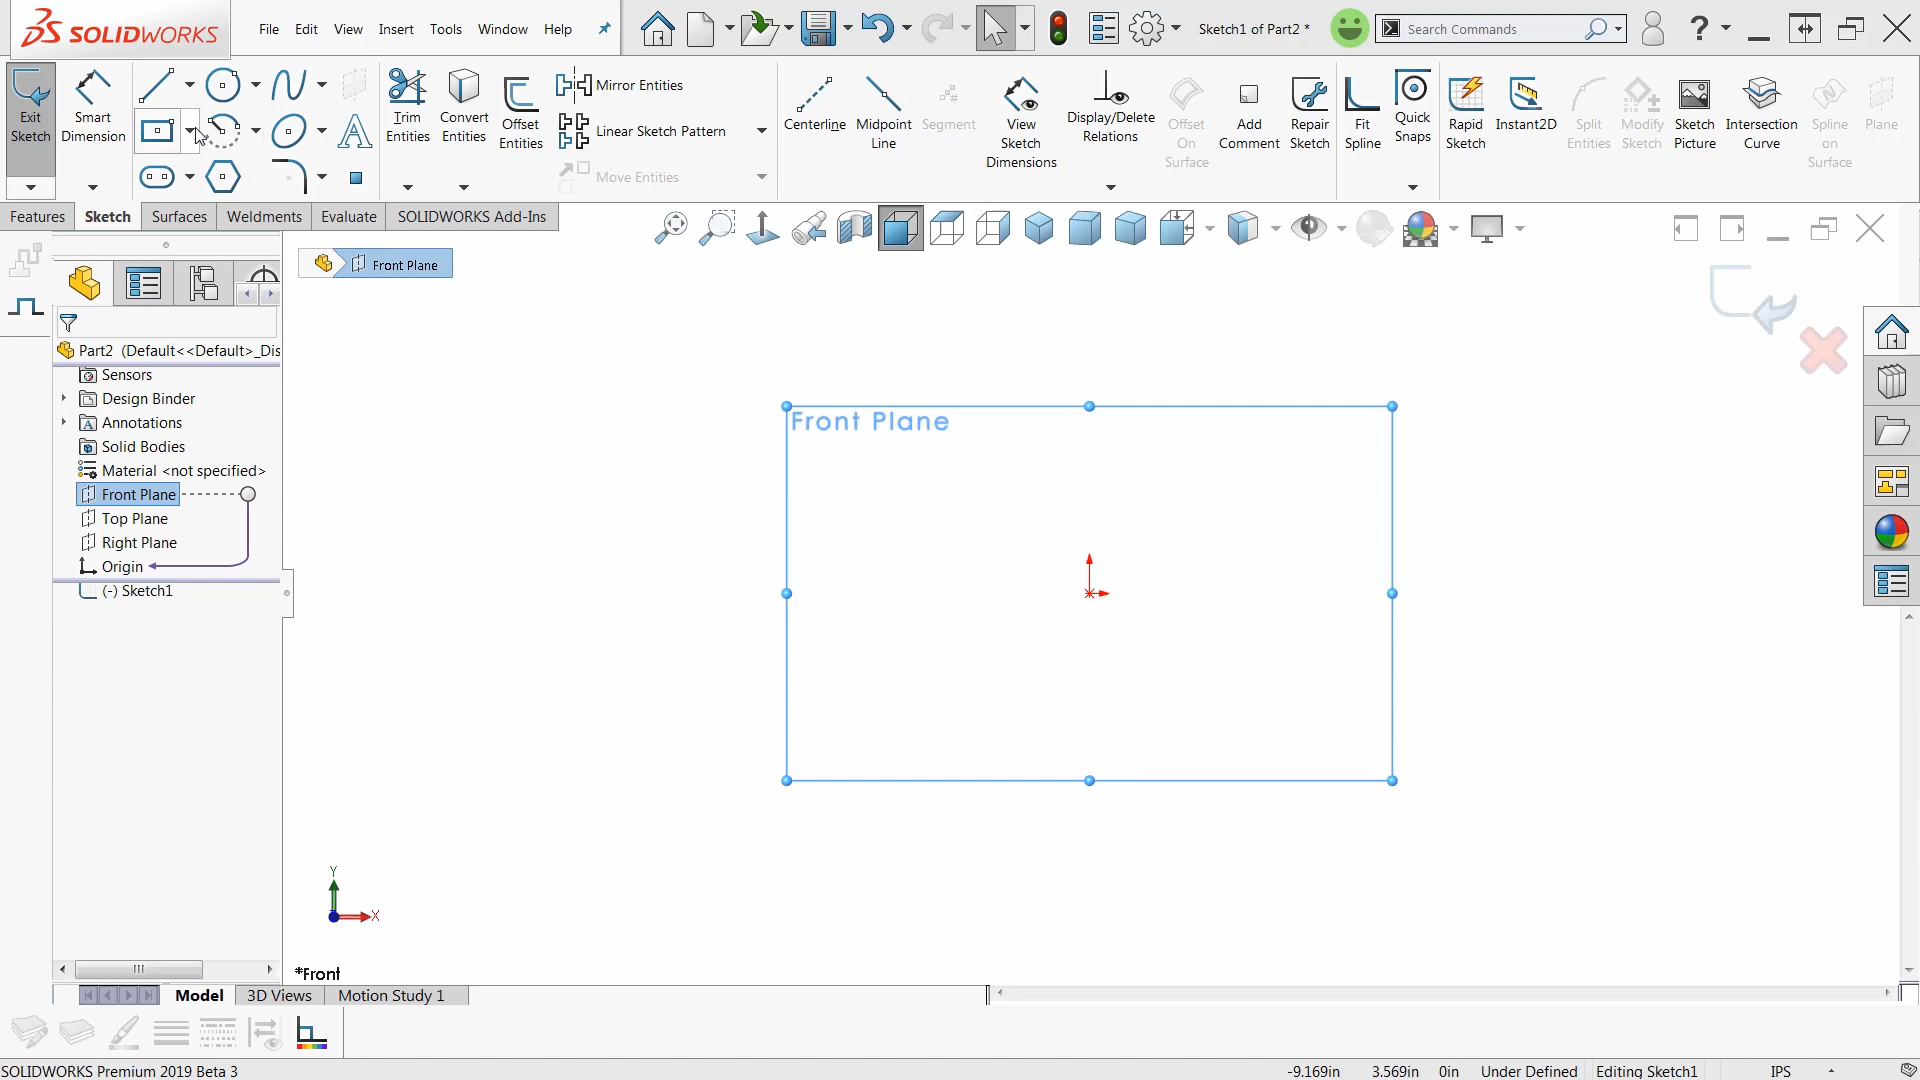 SOLIDWORKS
File Edit View Insert Tools Window Help
Sketch1 of Part2 *
Search Commands
?
Exit Sketch
Smart Dimension
Trim Entities
Convert Entities
Offset Entities
Mirror Entities
Linear Sketch Pattern
Move Entities
Centerline
Midpoint Line
Segment
View Sketch Dimensions
Display/Delete Relations
Offset On Surface
Add Comment
Repair Sketch
Fit Spline
Quick Snaps
Rapid Sketch
Instant2D
Split Entities
Modify Sketch
Sketch Picture
Intersection Curve
Spline on Surface
Plane
Features Sketch Surfaces Weldments Evaluate SOLIDWORKS Add-Ins
Front Plane
Part2 (Default<<Default>_Dis
Sensors
Design Binder
Annotations
Solid Bodies
Material <not specified>
Front Plane
Top Plane
Right Plane
Origin
(-) Sketch1
Front Plane
Y
X
*Front
Model 3D Views Motion Study 1
SOLIDWORKS Premium 2019 Beta 3
-9.169in 3.569in 0in Under Defined Editing Sketch1 IPS